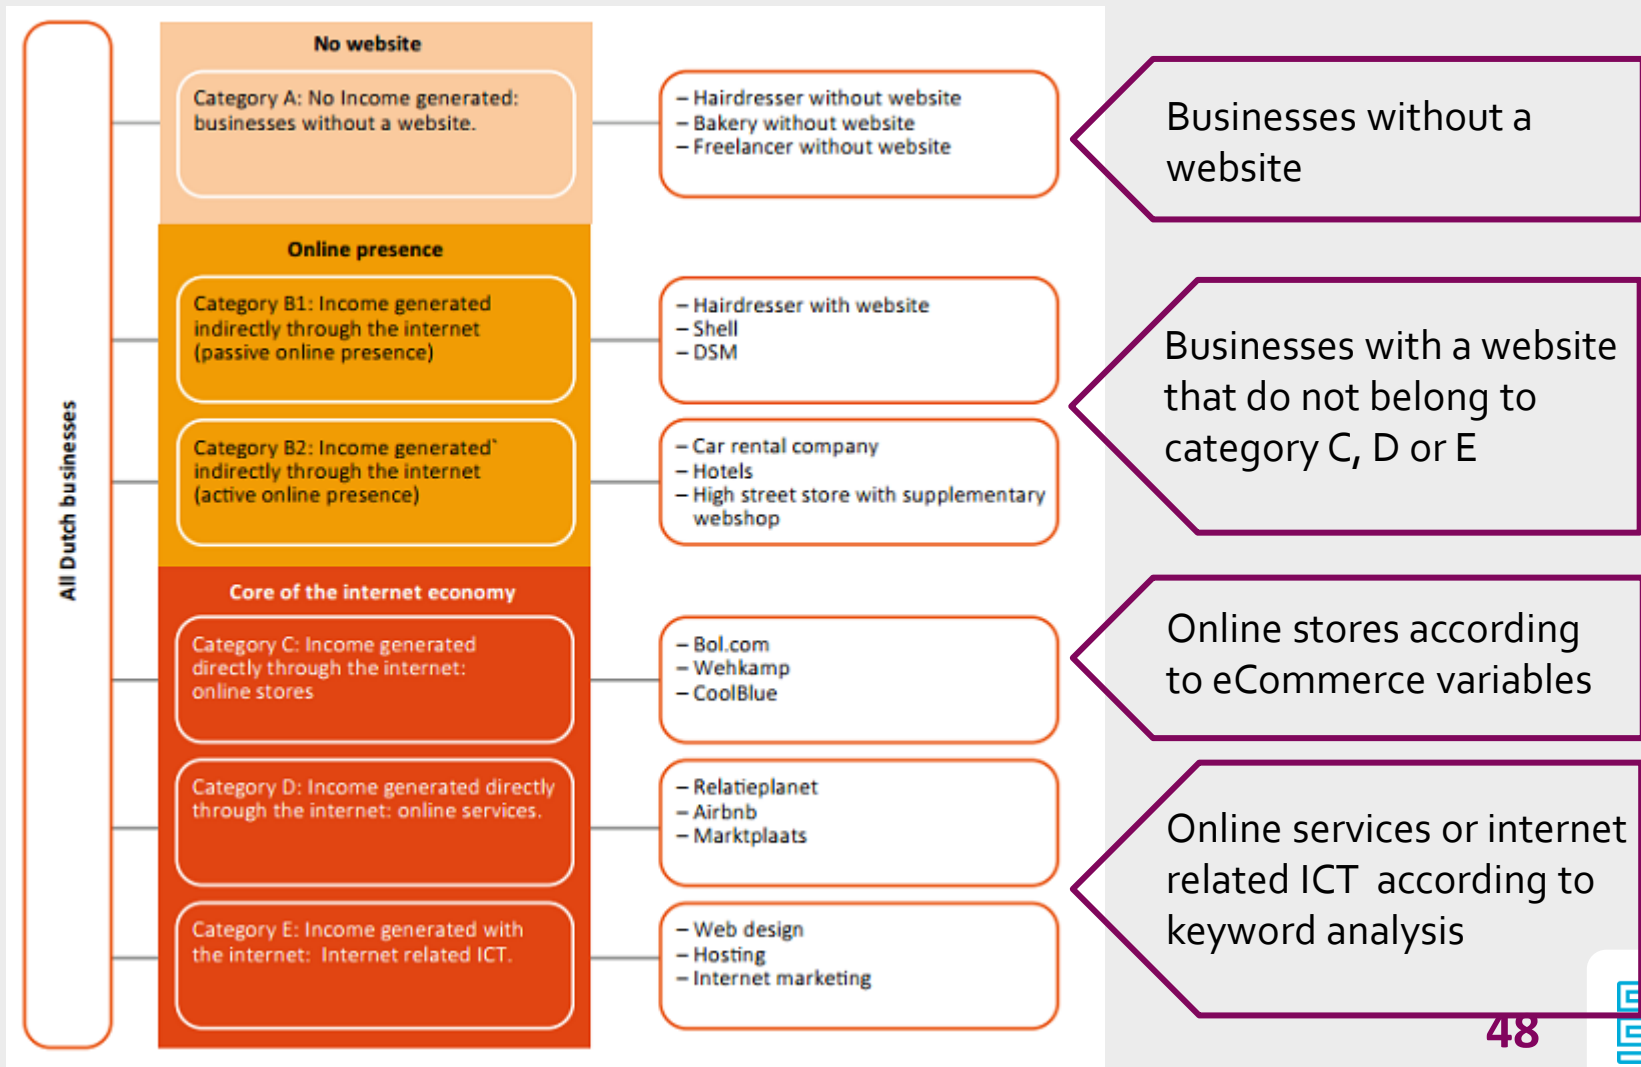 All Dutch businesses
No website
Category A: No Income generated:
businesses without a website.
– Hairdresser without website
– Bakery without website
– Freelancer without website
Businesses without a
website
Online presence
Category B1: Income generated
indirectly through the internet
(passive online presence)
– Hairdresser with website
– Shell
– DSM
Category B2: Income generated`
indirectly through the internet
(active online presence)
– Car rental company
– Hotels
– High street store with supplementary
webshop
Businesses with a website
that do not belong to
category C, D or E
Core of the internet economy
Category C: Income generated
directly through the internet:
online stores
– Bol.com
– Wehkamp
– CoolBlue
Online stores according
to eCommerce variables
Category D: Income generated directly
through the internet: online services.
– Relatieplanet
– Airbnb
– Marktplaats
Category E: Income generated with
the internet:  Internet related ICT.
– Web design
– Hosting
– Internet marketing
Online services or internet
related ICT  according to
keyword analysis
48